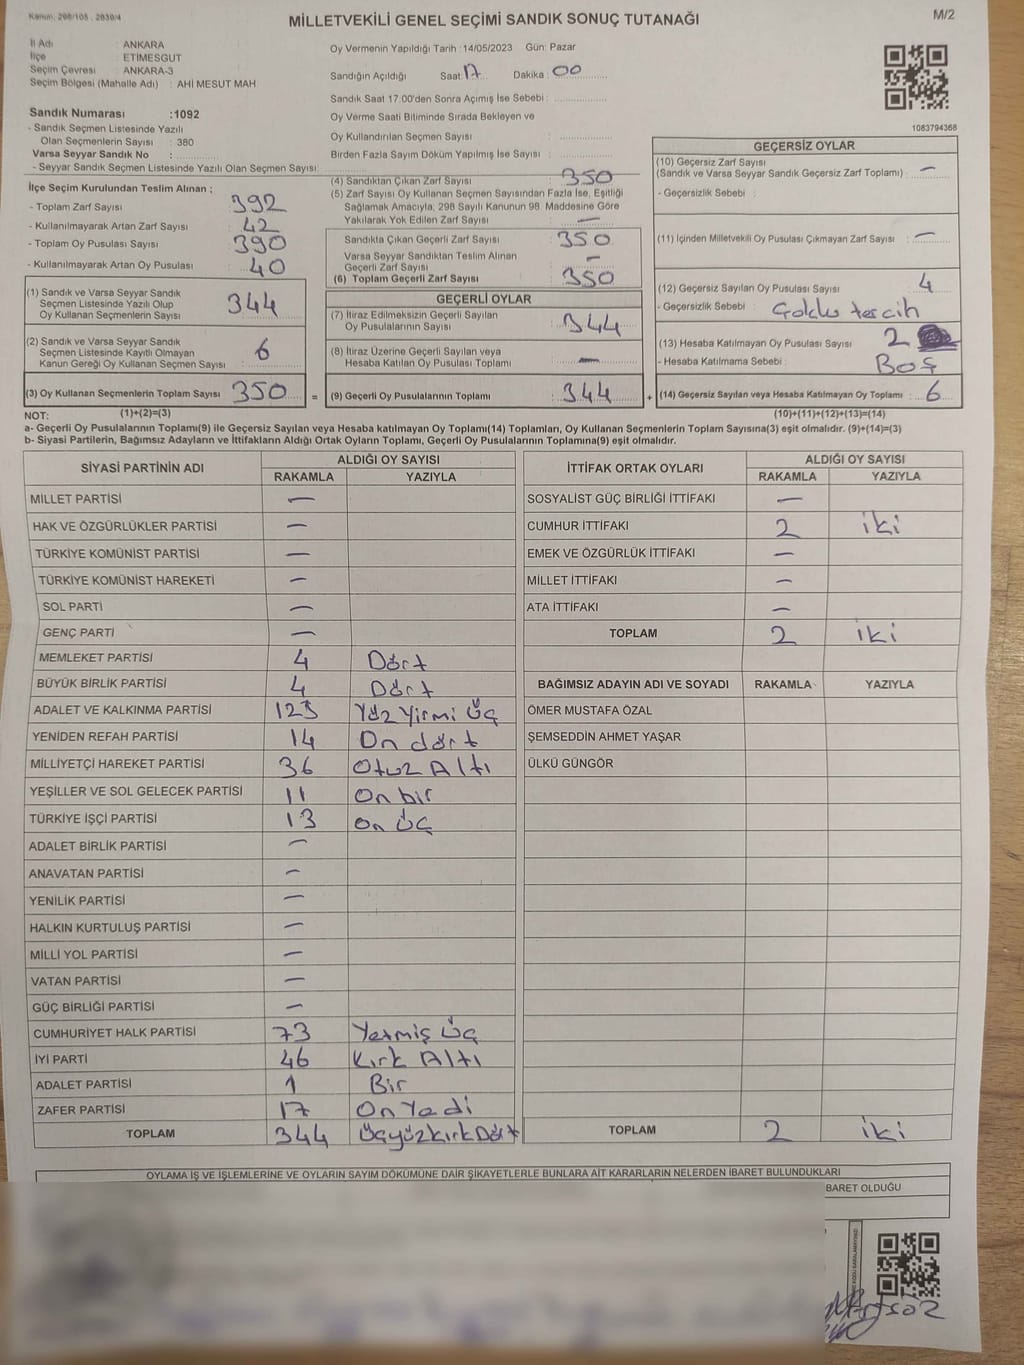 Kanun: 298/105 . 2839/4
MİLLETVEKİLİ GENEL SEÇİMİ SANDIK SONUÇ TUTANAĞI
M/2
İl Adı : ANKARA
İlçe : ETİMESGUT
Seçim Çevresi : ANKARA-3
Seçim Bölgesi (Mahalle Adı) : AHİ MESUT MAH
Sandık Numarası :1092
- Sandık Seçmen Listesinde Yazılı
Olan Seçmenlerin Sayısı : 380
Varsa Seyyar Sandık No :
- Seyyar Sandık Seçmen Listesinde Yazılı Olan Seçmen Sayısı:
Oy Vermenin Yapıldığı Tarih :14/05/2023 Gün: Pazar
Sandığın Açıldığı Saat:17 Dakika :00
Sandık Saat 17:00'den Sonra Açımış İse Sebebi :
Oy Verme Saati Bitiminde Sırada Bekleyen ve
Oy Kullandırılan Seçmen Sayısı :
Birden Fazla Sayım Döküm Yapılmış İse Sayısı :
1083794368
İlçe Seçim Kurulundan Teslim Alınan ;
- Toplam Zarf Sayısı : 392
- Kullanılmayarak Artan Zarf Sayısı : 42
- Toplam Oy Pusulası Sayısı : 390
- Kullanılmayarak Artan Oy Pusulası : 40
(1) Sandık ve Varsa Seyyar Sandık
Seçmen Listesinde Yazılı Olup
Oy Kullanan Seçmenlerin Sayısı : 344
(2) Sandık ve Varsa Seyyar Sandık
Seçmen Listesinde Kayıtlı Olmayan
Kanun Gereği Oy Kullanan Seçmen Sayısı : 6
(3) Oy Kullanan Seçmenlerin Toplam Sayısı : 350 =
(4) Sandıktan Çıkan Zarf Sayısı : 350
(5) Zarf Sayısı Oy Kullanan Seçmen Sayısından Fazla İse, Eşitliği
Sağlamak Amacıyla, 298 Sayılı Kanunun 98. Maddesine Göre
Yakılarak Yok Edilen Zarf Sayısı : —
Sandıkta Çıkan Geçerli Zarf Sayısı : 350
Varsa Seyyar Sandıktan Teslim Alınan
Geçerli Zarf Sayısı : —
(6) Toplam Geçerli Zarf Sayısı : 350
GEÇERLİ OYLAR
(7) İtiraz Edilmeksizin Geçerli Sayılan
Oy Pusulalarının Sayısı : 344
(8) İtiraz Üzerine Geçerli Sayılan veya
Hesaba Katılan Oy Pusulası Toplamı : —
(9) Geçerli Oy Pusulalarının Toplamı : 344 +
GEÇERSİZ OYLAR
(10) Geçersiz Zarf Sayısı
(Sandık ve Varsa Seyyar Sandık Geçersiz Zarf Toplamı) : —
- Geçersizlik Sebebi :
(11) İçinden Milletvekili Oy Pusulası Çıkmayan Zarf Sayısı : —
(12) Geçersiz Sayılan Oy Pusulası Sayısı : 4
- Geçersizlik Sebebi : Çoklu tercih
(13) Hesaba Katılmayan Oy Pusulası Sayısı : 2
- Hesaba Katılmama Sebebi : Boş
(14) Geçersiz Sayılan veya Hesaba Katılmayan Oy Toplamı : 6
NOT: (1)+(2)=(3) (10)+(11)+(12)+(13)=(14)
a- Geçerli Oy Pusulalarının Toplamı(9) ile Geçersiz Sayılan veya Hesaba katılmayan Oy Toplamı(14) Toplamları, Oy Kullanan Seçmenlerin Toplam Sayısına(3) eşit olmalıdır. (9)+(14)=(3)
b- Siyasi Partilerin, Bağımsız Adayların ve İttifakların Aldığı Ortak Oyların Toplamı, Geçerli Oy Pusulalarının Toplamına(9) eşit olmalıdır.
SİYASİ PARTİNİN ADI ALDIĞI OY SAYISI
RAKAMLA YAZIYLA
MİLLET PARTİSİ —
HAK VE ÖZGÜRLÜKLER PARTİSİ —
TÜRKİYE KOMÜNİST PARTİSİ —
TÜRKİYE KOMÜNİST HAREKETİ —
SOL PARTİ —
GENÇ PARTİ —
MEMLEKET PARTİSİ 4 Dört
BÜYÜK BİRLİK PARTİSİ 4 Dört
ADALET VE KALKINMA PARTİSİ 123 Yüz Yirmi Üç
YENİDEN REFAH PARTİSİ 14 On dört
MİLLİYETÇİ HAREKET PARTİSİ 36 Otuz Altı
YEŞİLLER VE SOL GELECEK PARTİSİ 11 On bir
TÜRKİYE İŞÇİ PARTİSİ 13 on üç
ADALET BİRLİK PARTİSİ —
ANAVATAN PARTİSİ —
YENİLİK PARTİSİ —
HALKIN KURTULUŞ PARTİSİ —
MİLLİ YOL PARTİSİ —
VATAN PARTİSİ —
GÜÇ BİRLİĞİ PARTİSİ —
CUMHURİYET HALK PARTİSİ 73 Yetmiş üç
İYİ PARTİ 46 Kırk Altı
ADALET PARTİSİ 1 Bir
ZAFER PARTİSİ 17 On Yedi
TOPLAM 344 ÜçyüzkırkDört
İTTİFAK ORTAK OYLARI ALDIĞI OY SAYISI
RAKAMLA YAZIYLA
SOSYALİST GÜÇ BİRLİĞİ İTTİFAKI —
CUMHUR İTTİFAKI 2 iki
EMEK VE ÖZGÜRLÜK İTTİFAKI —
MİLLET İTTİFAKI —
ATA İTTİFAKI —
TOPLAM 2 iki
BAĞIMSIZ ADAYIN ADI VE SOYADI RAKAMLA YAZIYLA
ÖMER MUSTAFA ÖZAL
ŞEMSEDDİN AHMET YAŞAR
ÜLKÜ GÜNGÖR
TOPLAM 2 iki
OYLAMA İŞ VE İŞLEMLERİNE VE OYLARIN SAYIM DÖKÜMÜNE DAİR ŞİKAYETLERLE BUNLARA AİT KARARLARIN NELERDEN İBARET BULUNDUKLARI
BARET OLDUĞU